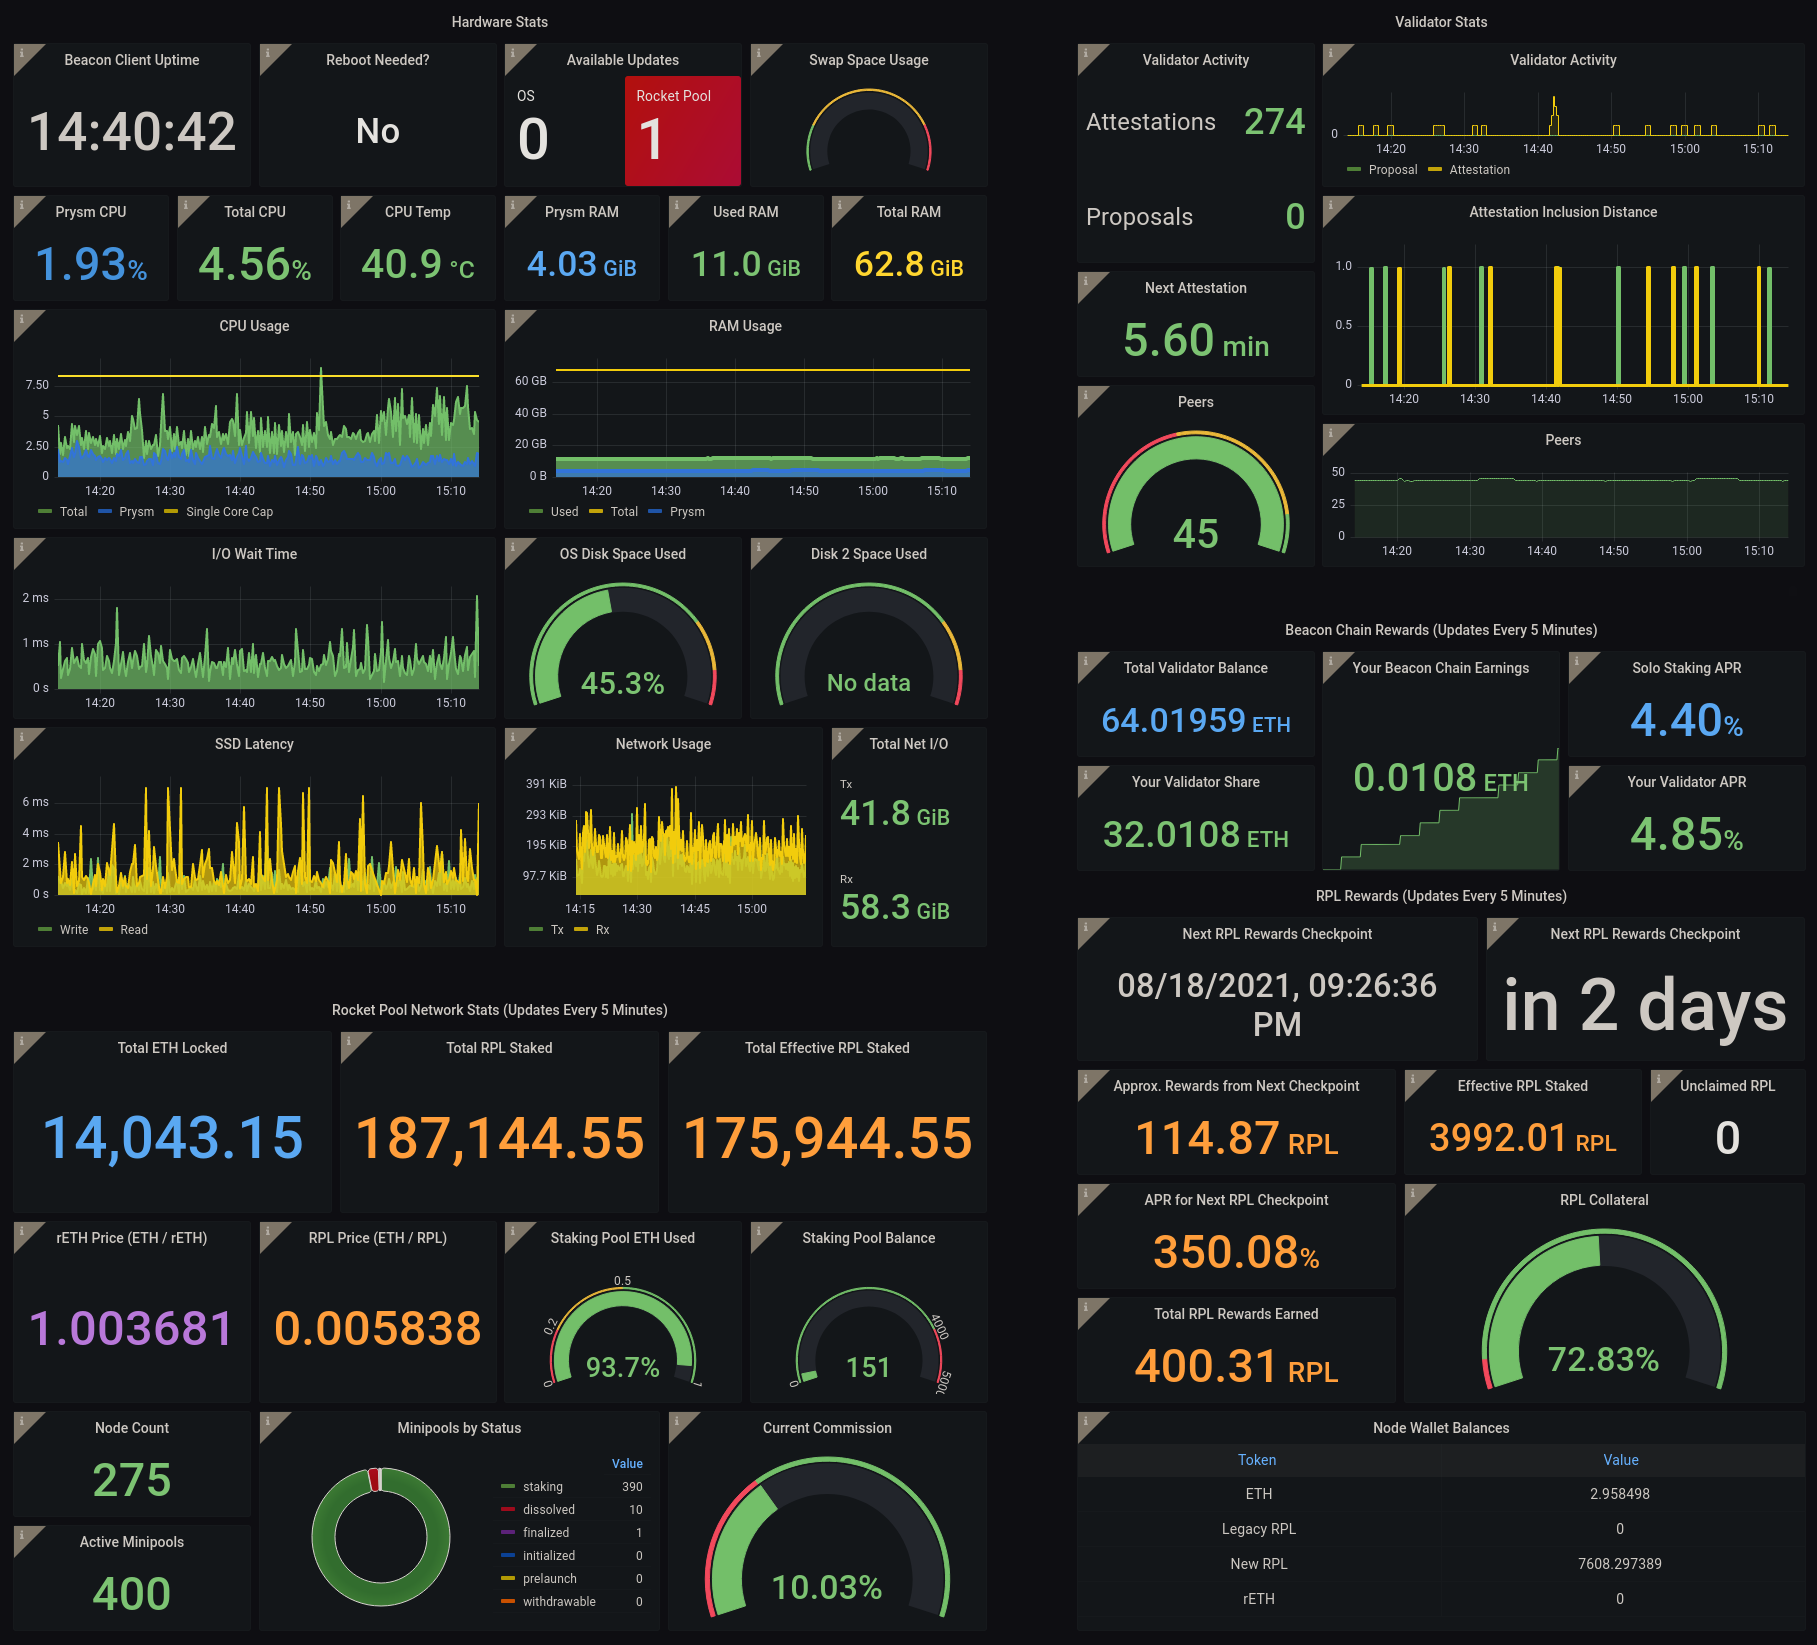 Hardware Stats
Beacon Client Uptime
14:40:42
Reboot Needed?
No
Available Updates
OS
0
Rocket Pool
1
Swap Space Usage
Prysm CPU
1.93%
Total CPU
4.56%
CPU Temp
40.9 °C
Prysm RAM
4.03 GiB
Used RAM
11.0 GiB
Total RAM
62.8 GiB
CPU Usage
7.50
5
2.50
0
14:20 14:30 14:40 14:50 15:00 15:10
Total Prysm Single Core Cap
RAM Usage
60 GB
40 GB
20 GB
0 B
14:20 14:30 14:40 14:50 15:00 15:10
Used Total Prysm
I/O Wait Time
2 ms
1 ms
0 s
14:20 14:30 14:40 14:50 15:00 15:10
OS Disk Space Used
45.3%
Disk 2 Space Used
No data
SSD Latency
6 ms
4 ms
2 ms
0 s
14:20 14:30 14:40 14:50 15:00 15:10
Write Read
Network Usage
391 KiB
293 KiB
195 KiB
97.7 KiB
14:15 14:30 14:45 15:00
Tx Rx
Total Net I/O
Tx
41.8 GiB
Rx
58.3 GiB
Rocket Pool Network Stats (Updates Every 5 Minutes)
Total ETH Locked
14,043.15
Total RPL Staked
187,144.55
Total Effective RPL Staked
175,944.55
rETH Price (ETH / rETH)
1.003681
RPL Price (ETH / RPL)
0.005838
Staking Pool ETH Used
0
0.2
0.5
1
93.7%
Staking Pool Balance
0
4000
5000
151
Node Count
275
Active Minipools
400
Minipools by Status
Value
staking 390
dissolved 10
finalized 1
initialized 0
prelaunch 0
withdrawable 0
Current Commission
10.03%
Validator Stats
Validator Activity
Attestations 274
Proposals 0
Validator Activity
0
14:20 14:30 14:40 14:50 15:00 15:10
Proposal Attestation
Next Attestation
5.60 min
Attestation Inclusion Distance
1.0
0.5
0
14:20 14:30 14:40 14:50 15:00 15:10
Peers
45
Peers
50
25
0
14:20 14:30 14:40 14:50 15:00 15:10
Beacon Chain Rewards (Updates Every 5 Minutes)
Total Validator Balance
64.01959 ETH
Your Validator Share
32.0108 ETH
Your Beacon Chain Earnings
0.0108 ETH
Solo Staking APR
4.40%
Your Validator APR
4.85%
RPL Rewards (Updates Every 5 Minutes)
Next RPL Rewards Checkpoint
08/18/2021, 09:26:36
PM
Next RPL Rewards Checkpoint
in 2 days
Approx. Rewards from Next Checkpoint
114.87 RPL
Effective RPL Staked
3992.01 RPL
Unclaimed RPL
0
APR for Next RPL Checkpoint
350.08%
Total RPL Rewards Earned
400.31 RPL
RPL Collateral
72.83%
Node Wallet Balances
Token Value
ETH 2.958498
Legacy RPL 0
New RPL 7608.297389
rETH 0